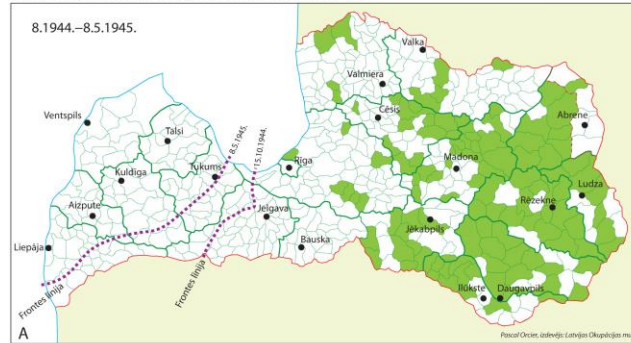 8.1944.–8.5.1945.
Valka
Valmiera
Ventspils
Cēsis
Abrene
Talsi
8.5.1945.
15.10.1944.
Rīga
Madona
Kuldīga
Tukums
Ludza
Rēzekne
Aizpute
Jelgava
Jēkabpils
Liepāja
Bauska
Frontes līnija
Frontes līnija
Ilūkste
Daugavpils
A
Pascal Orcier, izdevējs: Latvijas Okupācijas mu